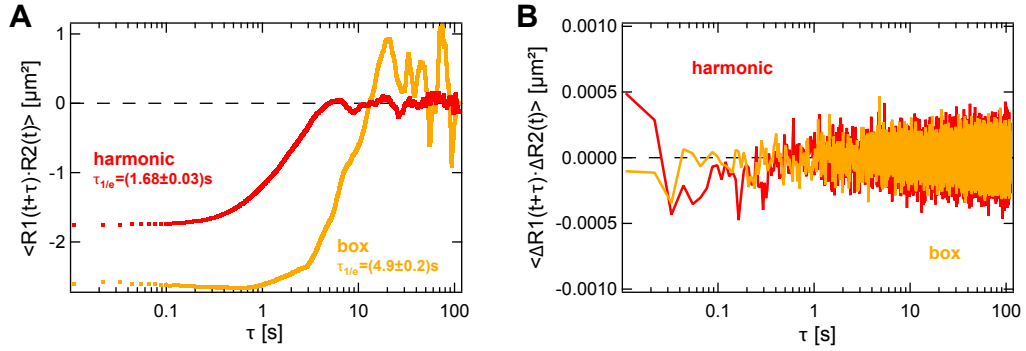 A
<R1(t+τ)·R2(t)> [µm²]
1
0
-1
-2
harmonic
τ1/e=(1.68±0.03)s
box
τ1/e=(4.9±0.2)s
0.1
1
10
100
τ [s]
B
<ΔR1(t+τ)·ΔR2(t)> [µm²]
0.0010
0.0005
0.0000
-0.0005
-0.0010
harmonic
box
0.1
1
10
100
τ [s]